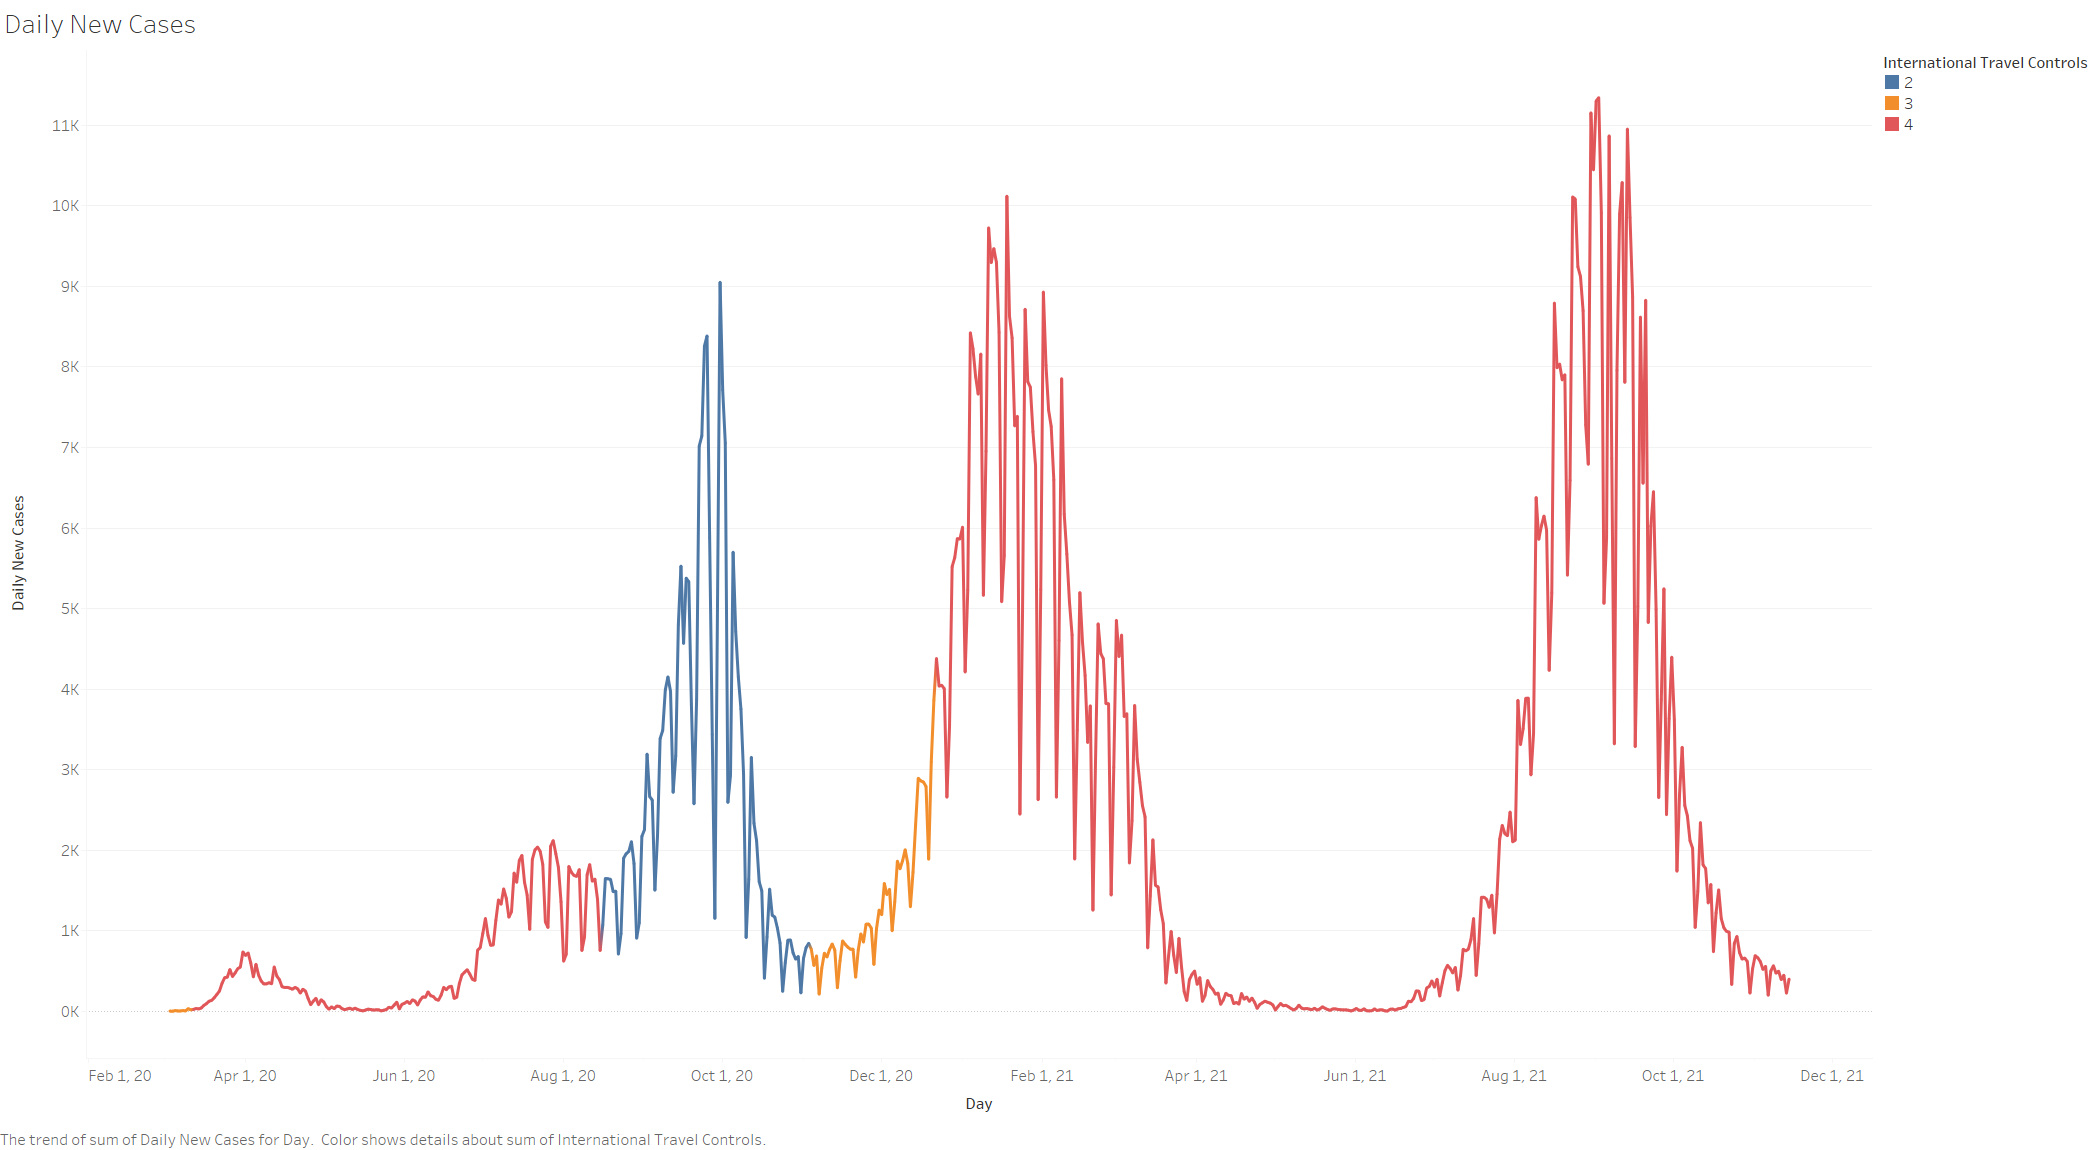 Daily New Cases
International Travel Controls
2
3
4
11K
10K
9K
8K
7K
6K
5K
4K
3K
2K
1K
0K
Daily New Cases
Feb 1, 20 Apr 1, 20 Jun 1, 20 Aug 1, 20 Oct 1, 20 Dec 1, 20 Feb 1, 21 Apr 1, 21 Jun 1, 21 Aug 1, 21 Oct 1, 21 Dec 1, 21
Day
The trend of sum of Daily New Cases for Day.  Color shows details about sum of International Travel Controls.